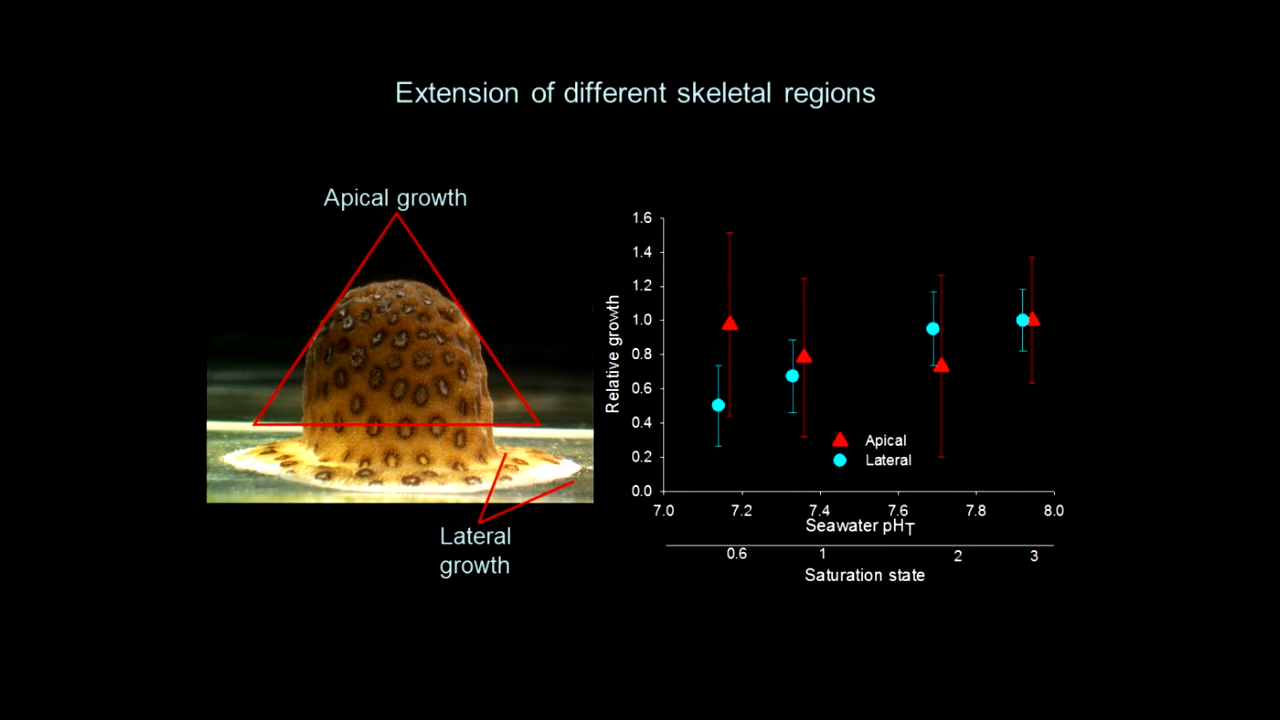 Extension of different skeletal regions
Apical growth
Lateral
growth
Relative growth
1.6
1.4
1.2
1.0
0.8
0.6
0.4
0.2
0.0
Apical
Lateral
7.0 7.2 7.4 7.6 7.8 8.0
Seawater pHT
0.6 1 2 3
Saturation state